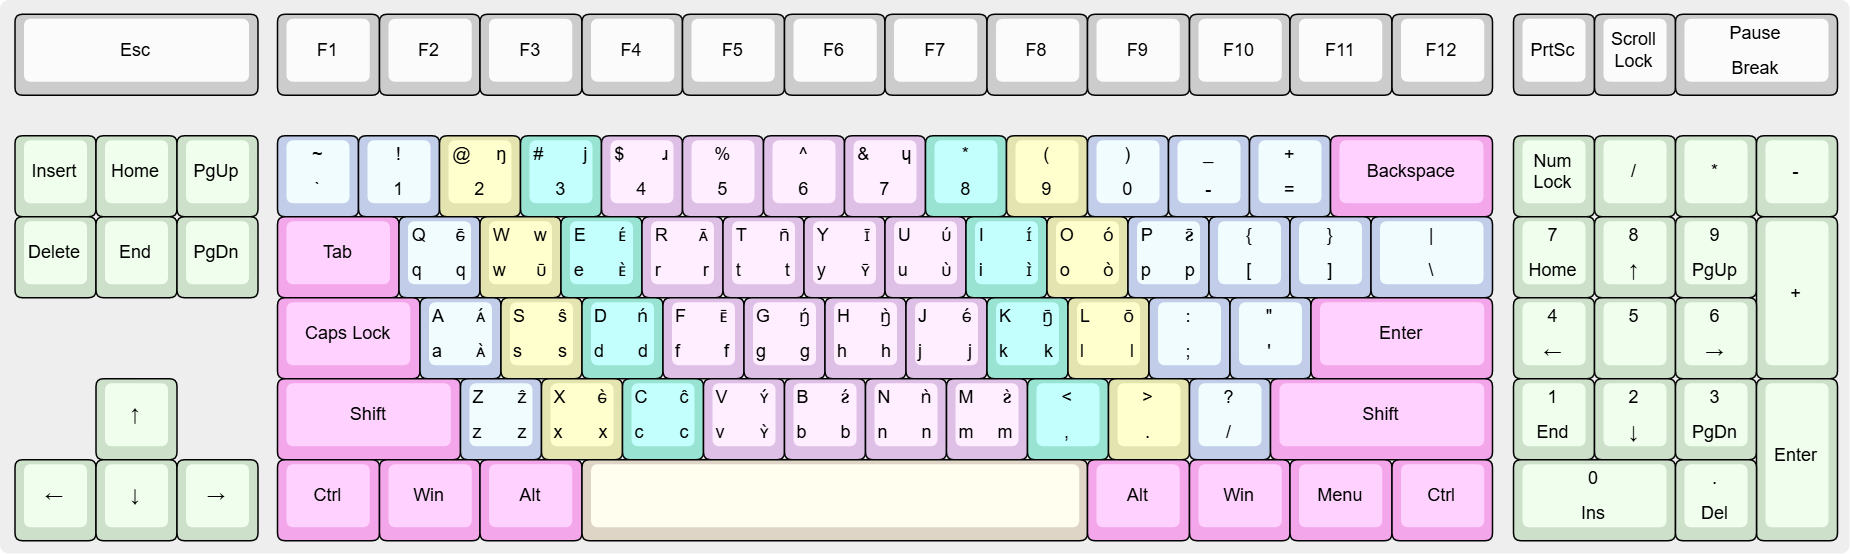 Esc F1 F2 F3 F4 F5 F6 F7 F8 F9 F10 F11 F12 PrtSc Scroll Lock Pause Break
Insert Home PgUp ~ ` ! 1 @ ŋ 2 # j 3 $ ɹ 4 % 5 ^ 6 & ɥ 7 * 8 ( 9 ) 0 _ - + = Backspace Num Lock / * -
Delete End PgDn Tab Q ɞ̄ q q W w w ū E É e È R Ā r r T ñ t t Y Ī y Ȳ U ú u ù I Í i Ì O ó o ò P ƨ̄ p p { [ } ] | \ 7 Home 8 ↑ 9 PgUp +
Caps Lock A Á a À S ŝ s s D ń d d F Ē f f G ŋ́ g g H ŋ̀ h h J ɞ́ j j K ŋ̄ k k L ō l l : ; " ' Enter 4 ← 5 6 →
↑ Shift Z ẑ z z X ɞ̀ x x C ĉ c c V Ý v Ỳ B ƨ́ b b N ǹ n n M ƨ̀ m m < , > . ? / Shift 1 End 2 ↓ 3 PgDn Enter
← ↓ → Ctrl Win Alt Alt Win Menu Ctrl 0 Ins . Del